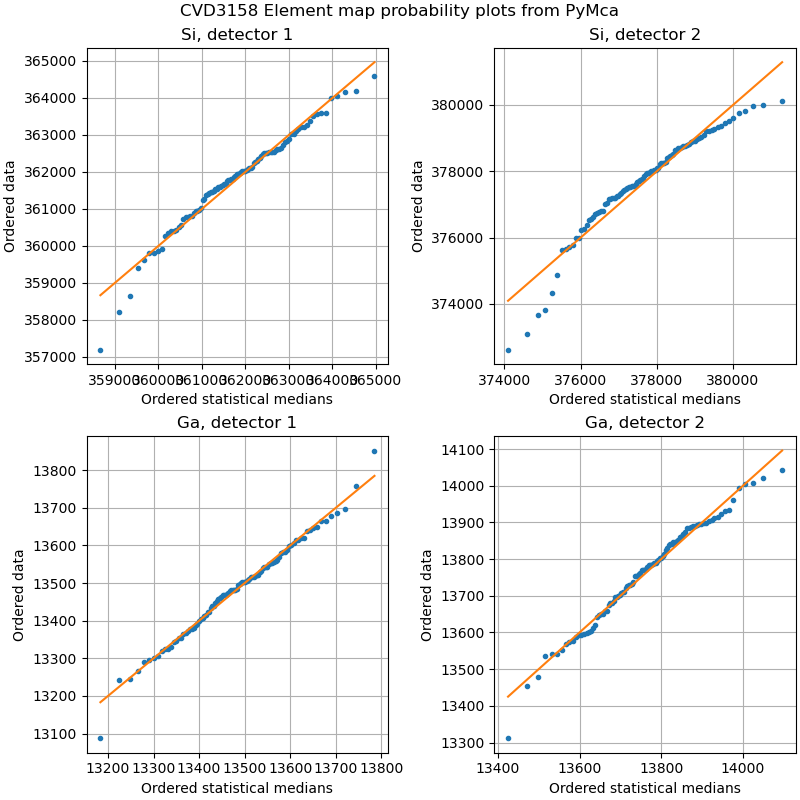 CVD3158 Element map probability plots from PyMca
Si, detector 1
365000
364000
363000
362000
361000
360000
359000
358000
357000
Ordered data
359000 360000 361000 362000 363000 364000 365000
Ordered statistical medians
Si, detector 2
380000
378000
376000
374000
Ordered data
374000 376000 378000 380000
Ordered statistical medians
Ga, detector 1
13800
13700
13600
13500
13400
13300
13200
13100
Ordered data
13200 13300 13400 13500 13600 13700 13800
Ordered statistical medians
Ga, detector 2
14100
14000
13900
13800
13700
13600
13500
13400
13300
Ordered data
13400 13600 13800 14000
Ordered statistical medians